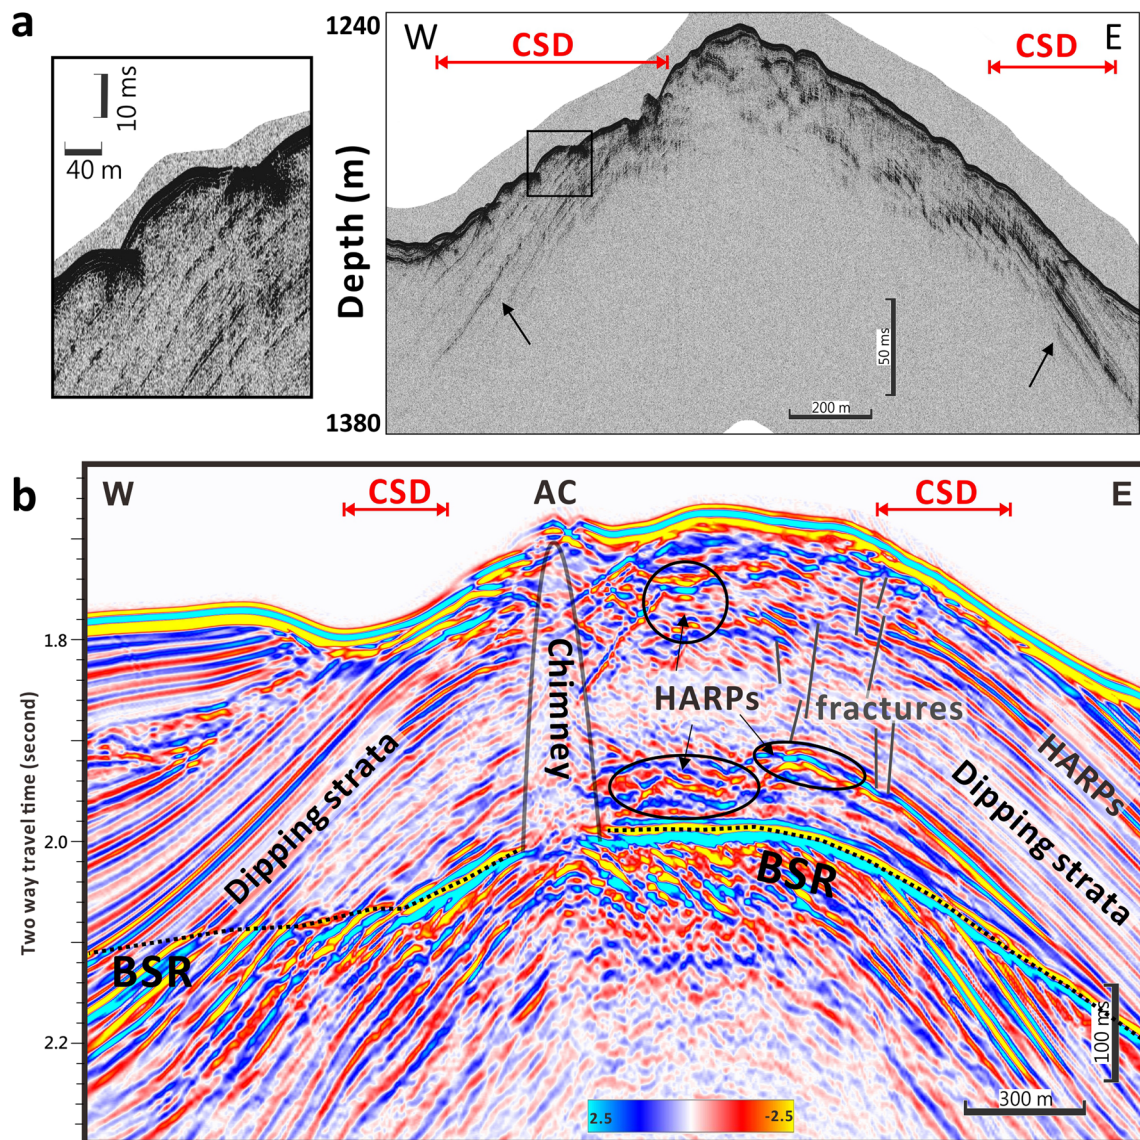 a
10 ms
40 m
1240
W
CSD
CSD
E
Depth (m)
50 ms
200 m
1380
b
W
CSD
AC
CSD
E
1.8
Chimney
HARPs
fractures
HARPs
Dipping strata
Dipping strata
Two way travel time (second)
2.0
BSR
BSR
2.2
100 ms
300 m
2.5
-2.5